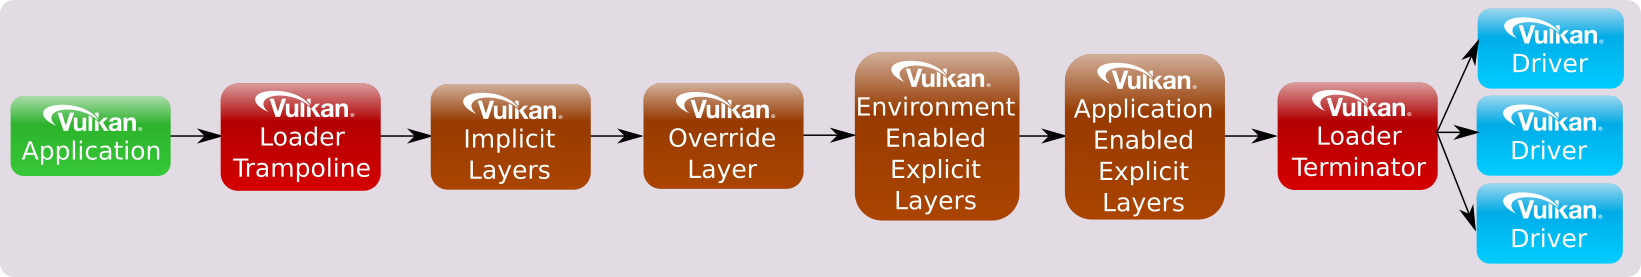 Vulkan®
Application
Vulkan®
Loader
Trampoline
Vulkan®
Implicit
Layers
Vulkan®
Override
Layer
Vulkan®
Environment
Enabled
Explicit
Layers
Vulkan®
Application
Enabled
Explicit
Layers
Vulkan®
Loader
Terminator
Vulkan®
Driver
Vulkan®
Driver
Vulkan®
Driver